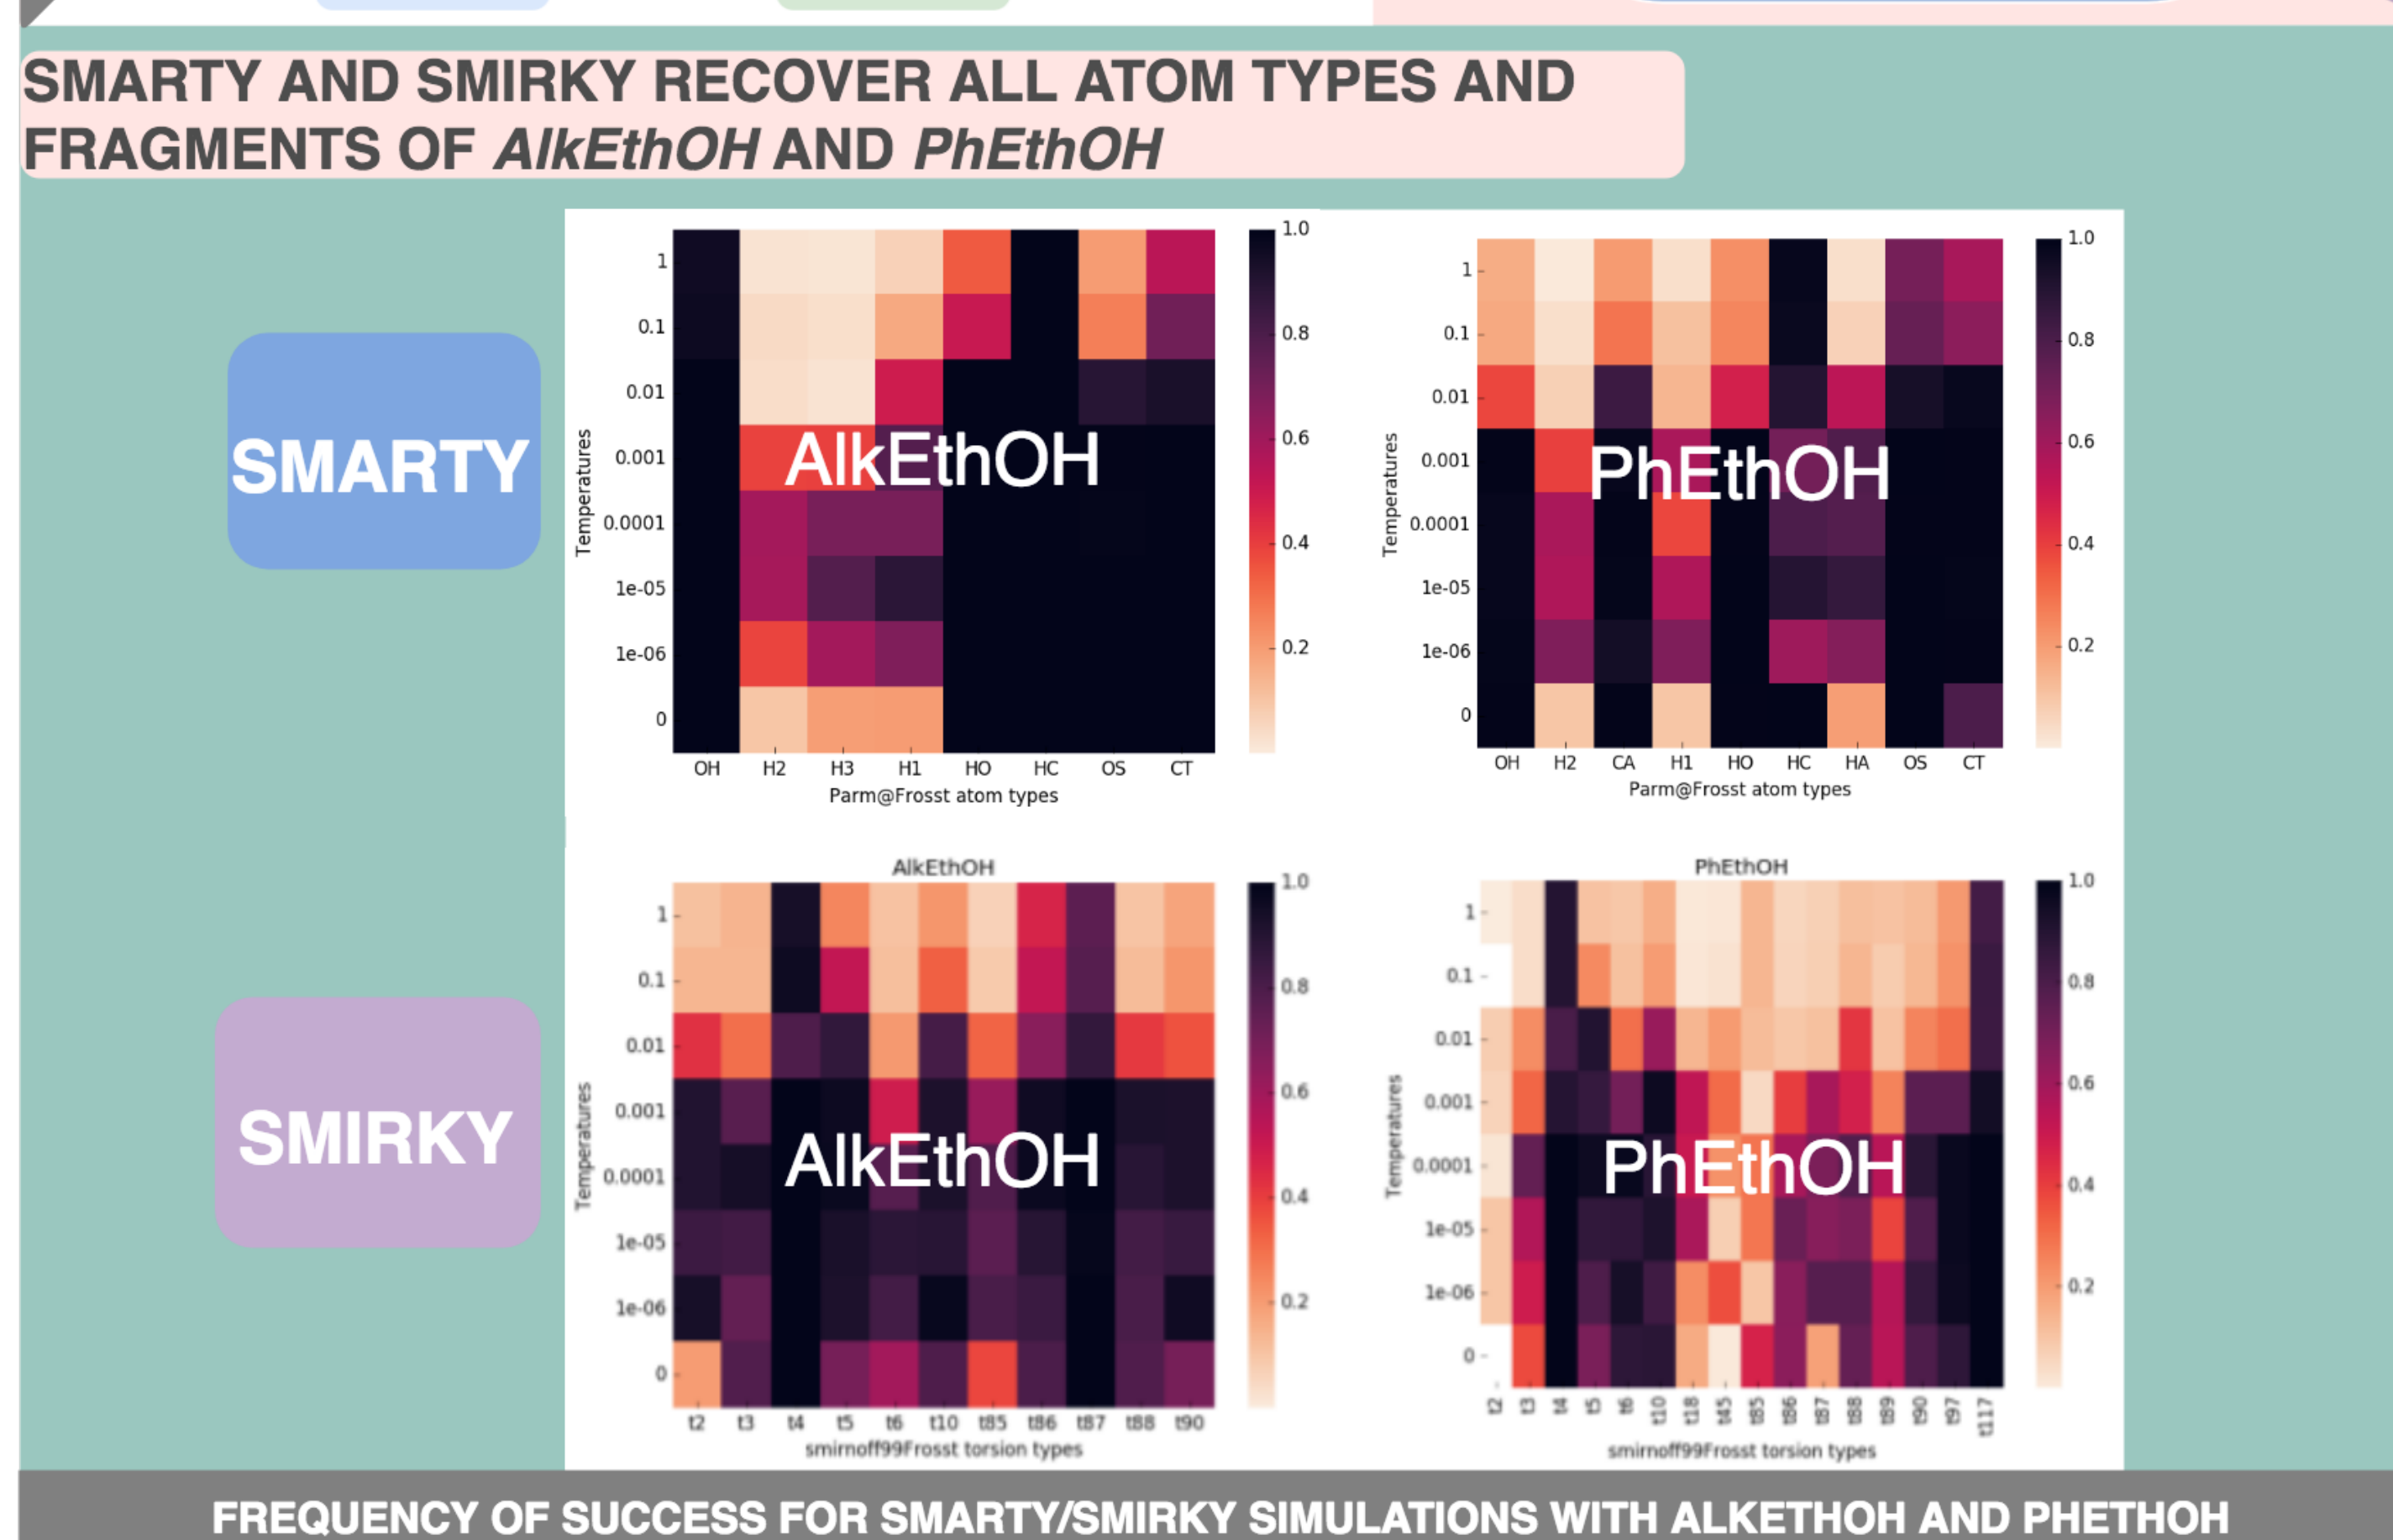 SMARTY AND SMIRKY RECOVER ALL ATOM TYPES AND
FRAGMENTS OF AlkEthOH AND PhEthOH
SMARTY
Temperatures
1
0.1
0.01
0.001
0.0001
1e-05
1e-06
0
AlkEthOH
OH H2 H3 H1 HO HC OS CT
Parm@Frosst atom types
1.0
0.8
0.6
0.4
0.2
Temperatures
1
0.1
0.01
0.001
0.0001
1e-05
1e-06
0
PhEthOH
OH H2 CA H1 HO HC HA OS CT
Parm@Frosst atom types
1.0
0.8
0.6
0.4
0.2
SMIRKY
AlkEthOH
Temperatures
1
0.1
0.01
0.001
0.0001
1e-05
1e-06
0
AlkEthOH
t2 t3 t4 t5 t6 t10 t85 t86 t87 t88 t90
smirnoff99Frosst torsion types
1.0
0.8
0.6
0.4
0.2
PhEthOH
Temperatures
1
0.1
0.01
0.001
0.0001
1e-05
1e-06
0
PhEthOH
t2 t3 t4 t5 t6 t10 t18 t45 t85 t86 t87 t88 t89 t90 t97 t117
smirnoff99Frosst torsion types
1.0
0.8
0.6
0.4
0.2
FREQUENCY OF SUCCESS FOR SMARTY/SMIRKY SIMULATIONS WITH ALKETHOH AND PHETHOH